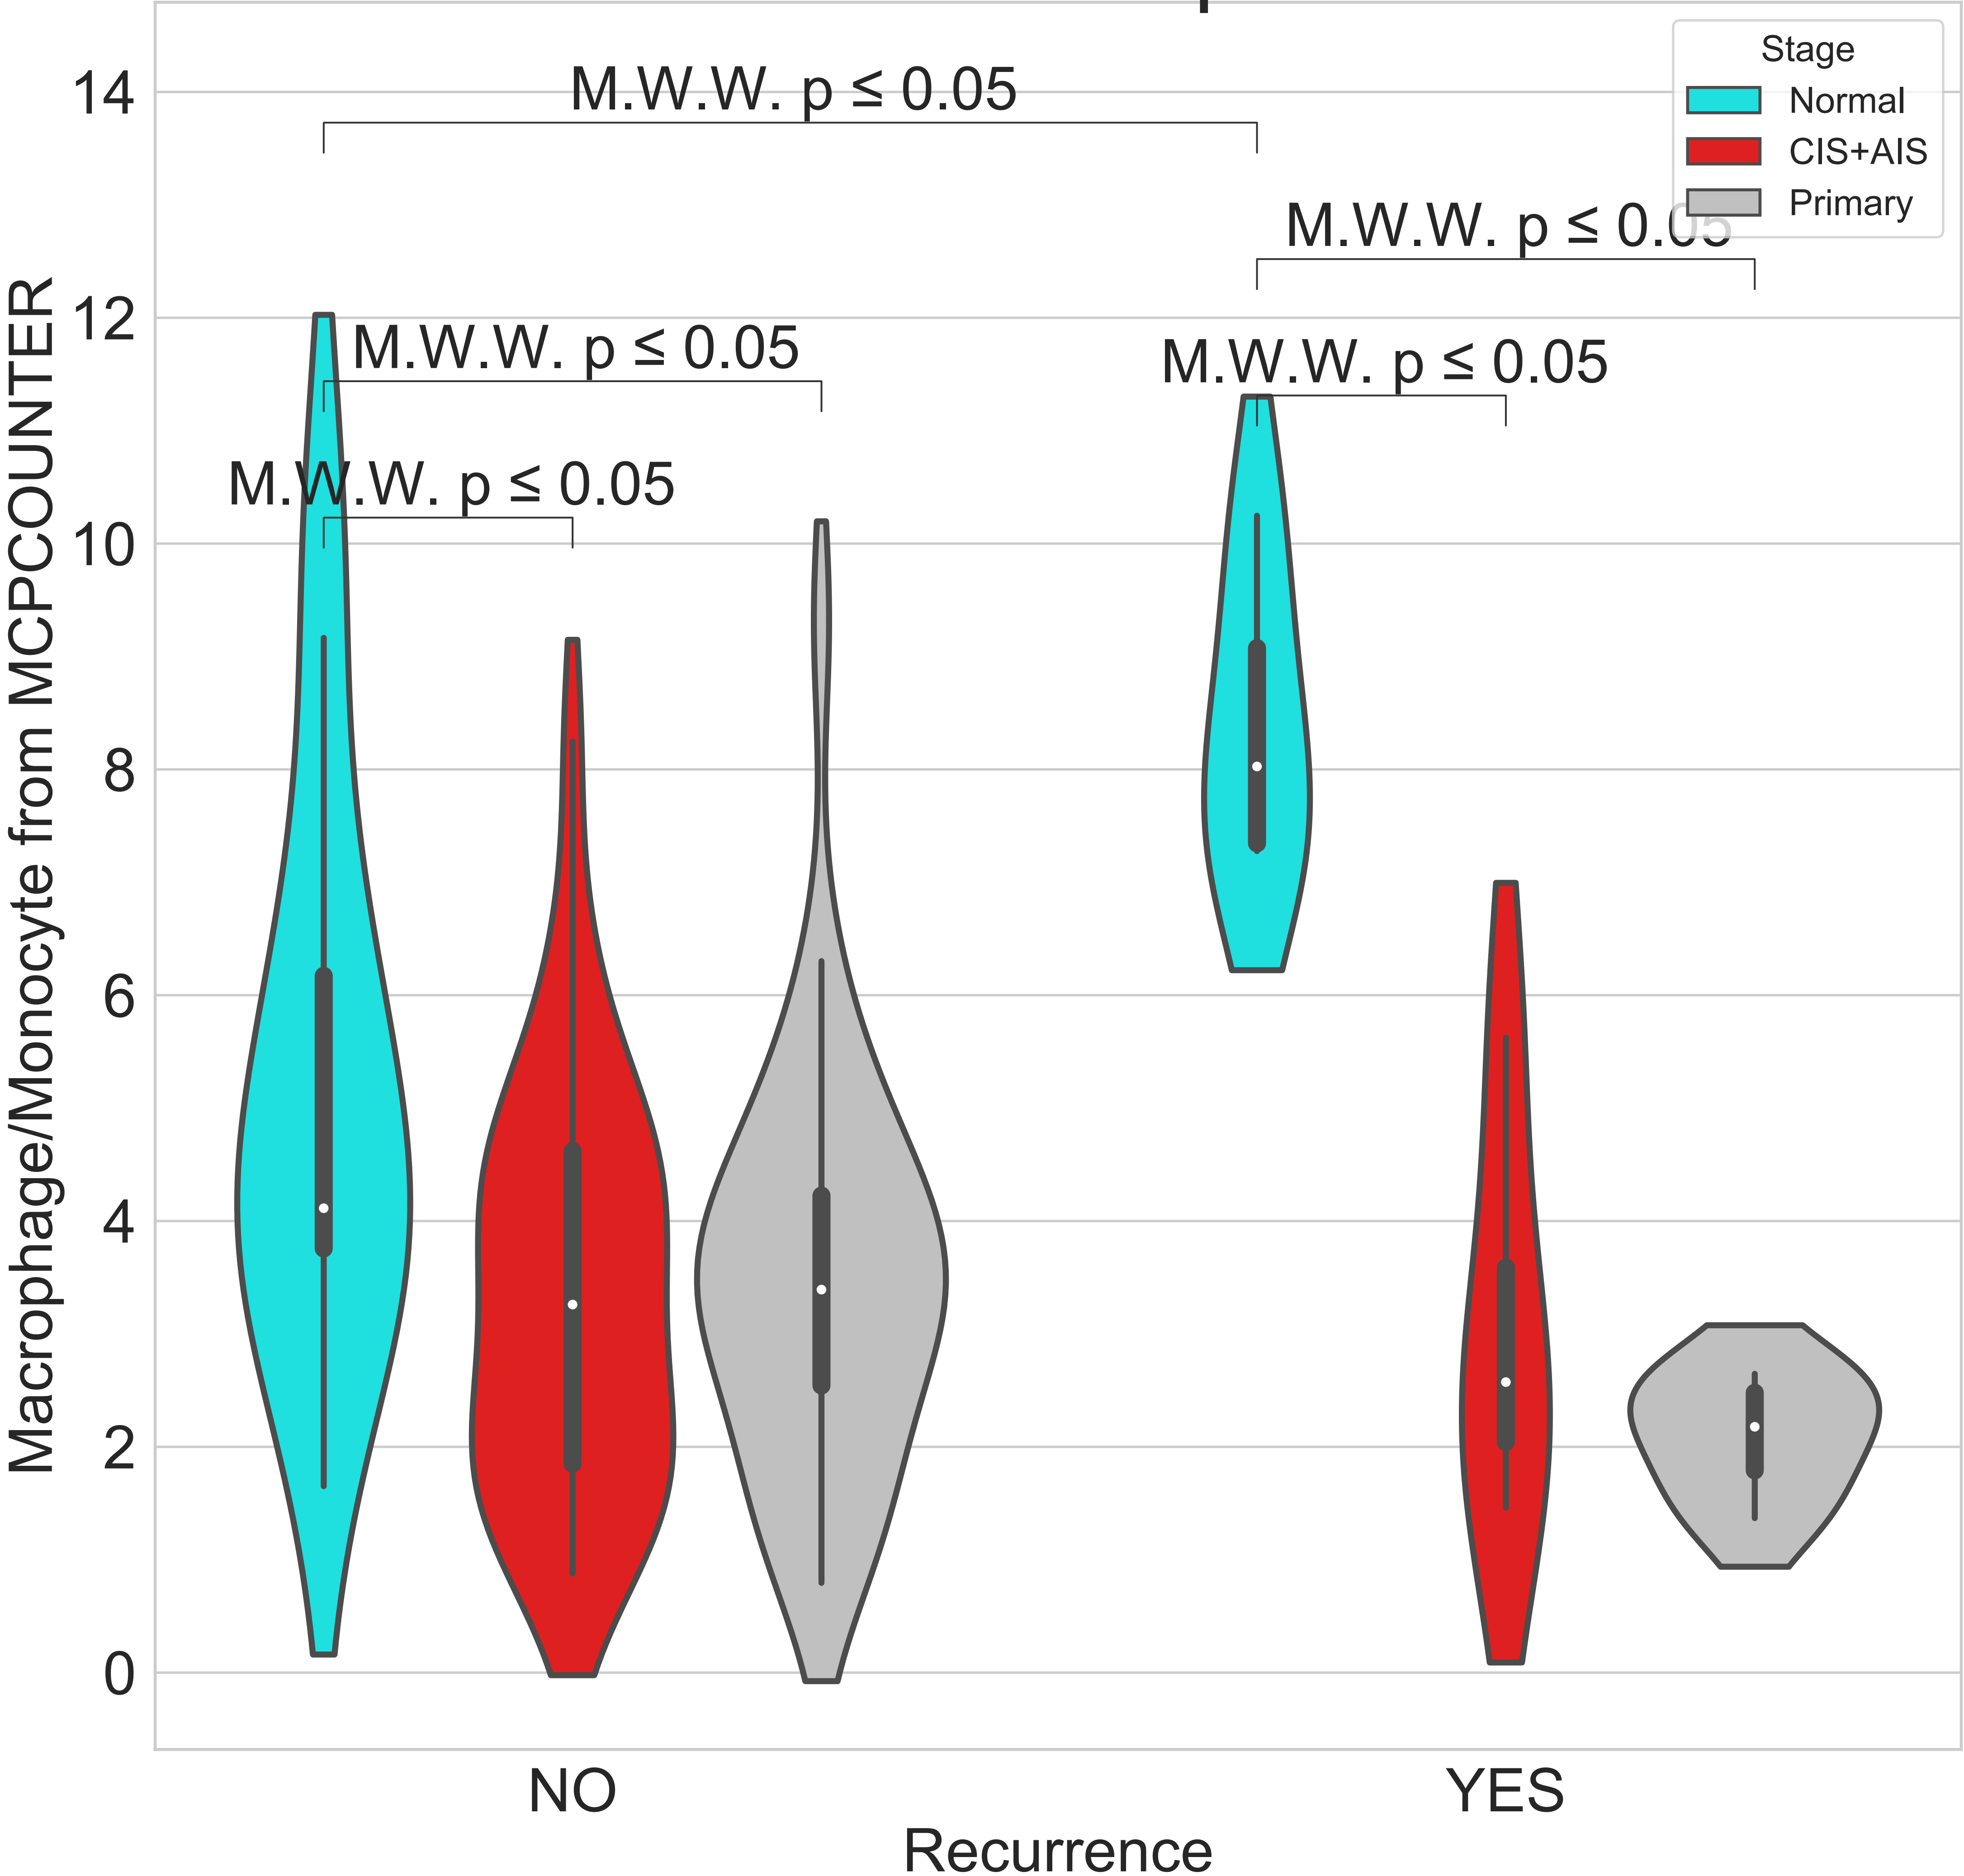 Macrophage/Monocyte from MCPCOUNTER
14
12
10
8
6
4
2
0
M.W.W. p ≤ 0.05
M.W.W. p ≤ 0.05
M.W.W. p ≤ 0.05
M.W.W. p ≤ 0.05
M.W.W. p ≤ 0.05
Stage
Normal
CIS+AIS
Primary
NO
YES
Recurrence